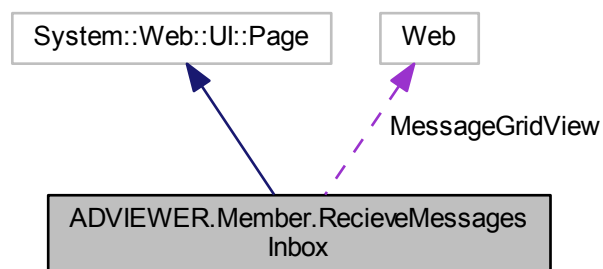 System::Web::UI::Page
Web
MessageGridView
ADVIEWER.Member.RecieveMessages
Inbox